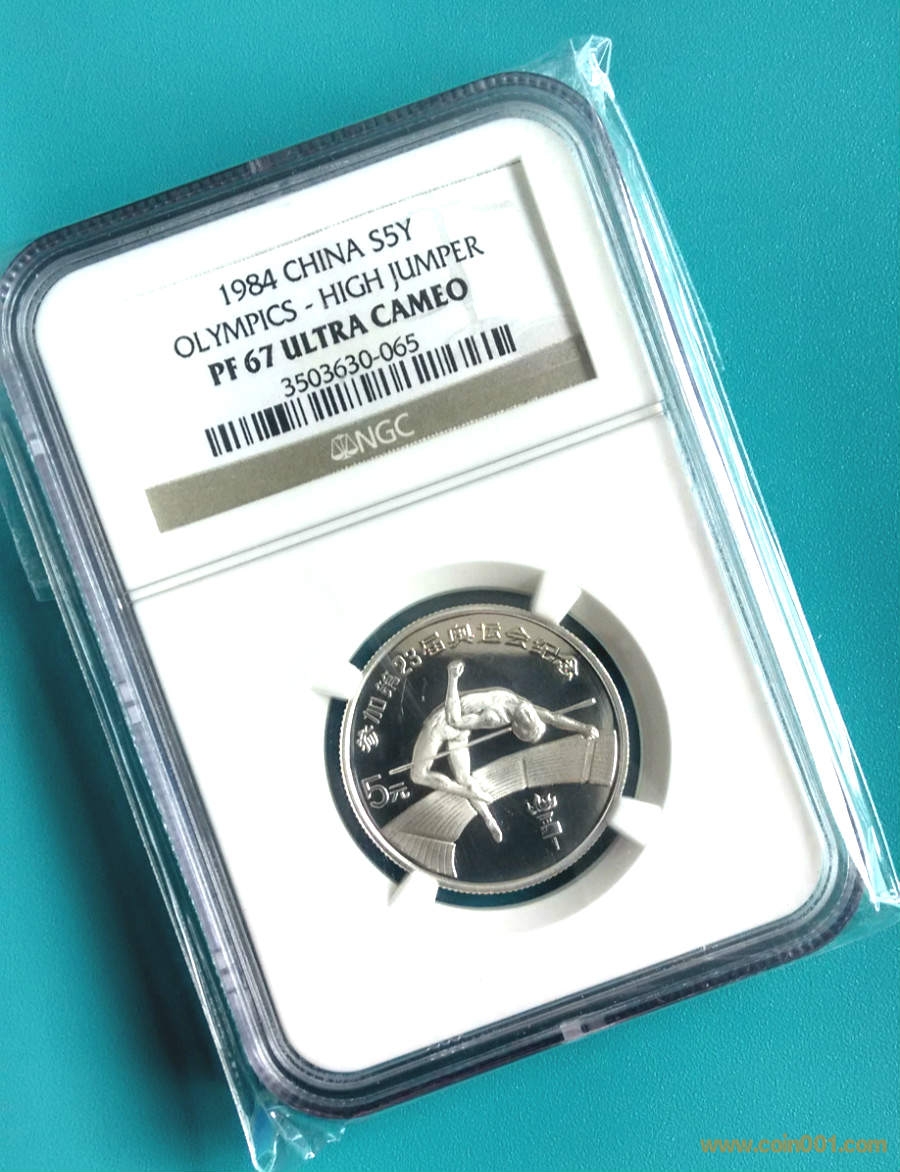 1984 CHINA S5Y
OLYMPICS - HIGH JUMPER
PF 67 ULTRA CAMEO
3503630-065
NGC
参加第23届奥运会纪念
5元
www.coin001.com